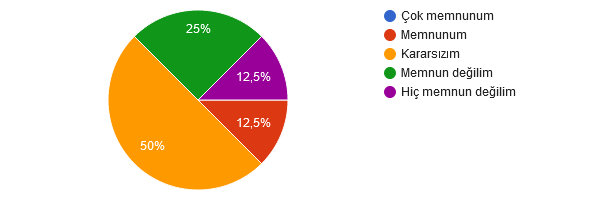 25%
12,5%
12,5%
50%
Çok memnunum
Memnunum
Kararsızım
Memnun değilim
Hiç memnun değilim